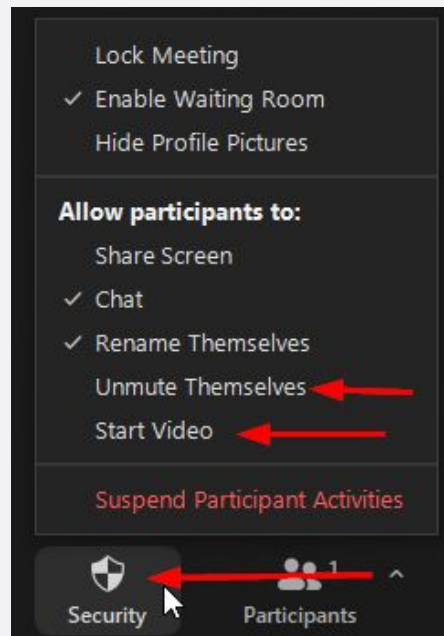 Lock Meeting
✓ Enable Waiting Room
Hide Profile Pictures
Allow participants to:
Share Screen
✓ Chat
✓ Rename Themselves
Unmute Themselves
Start Video
Suspend Participant Activities
1
Security
Participants